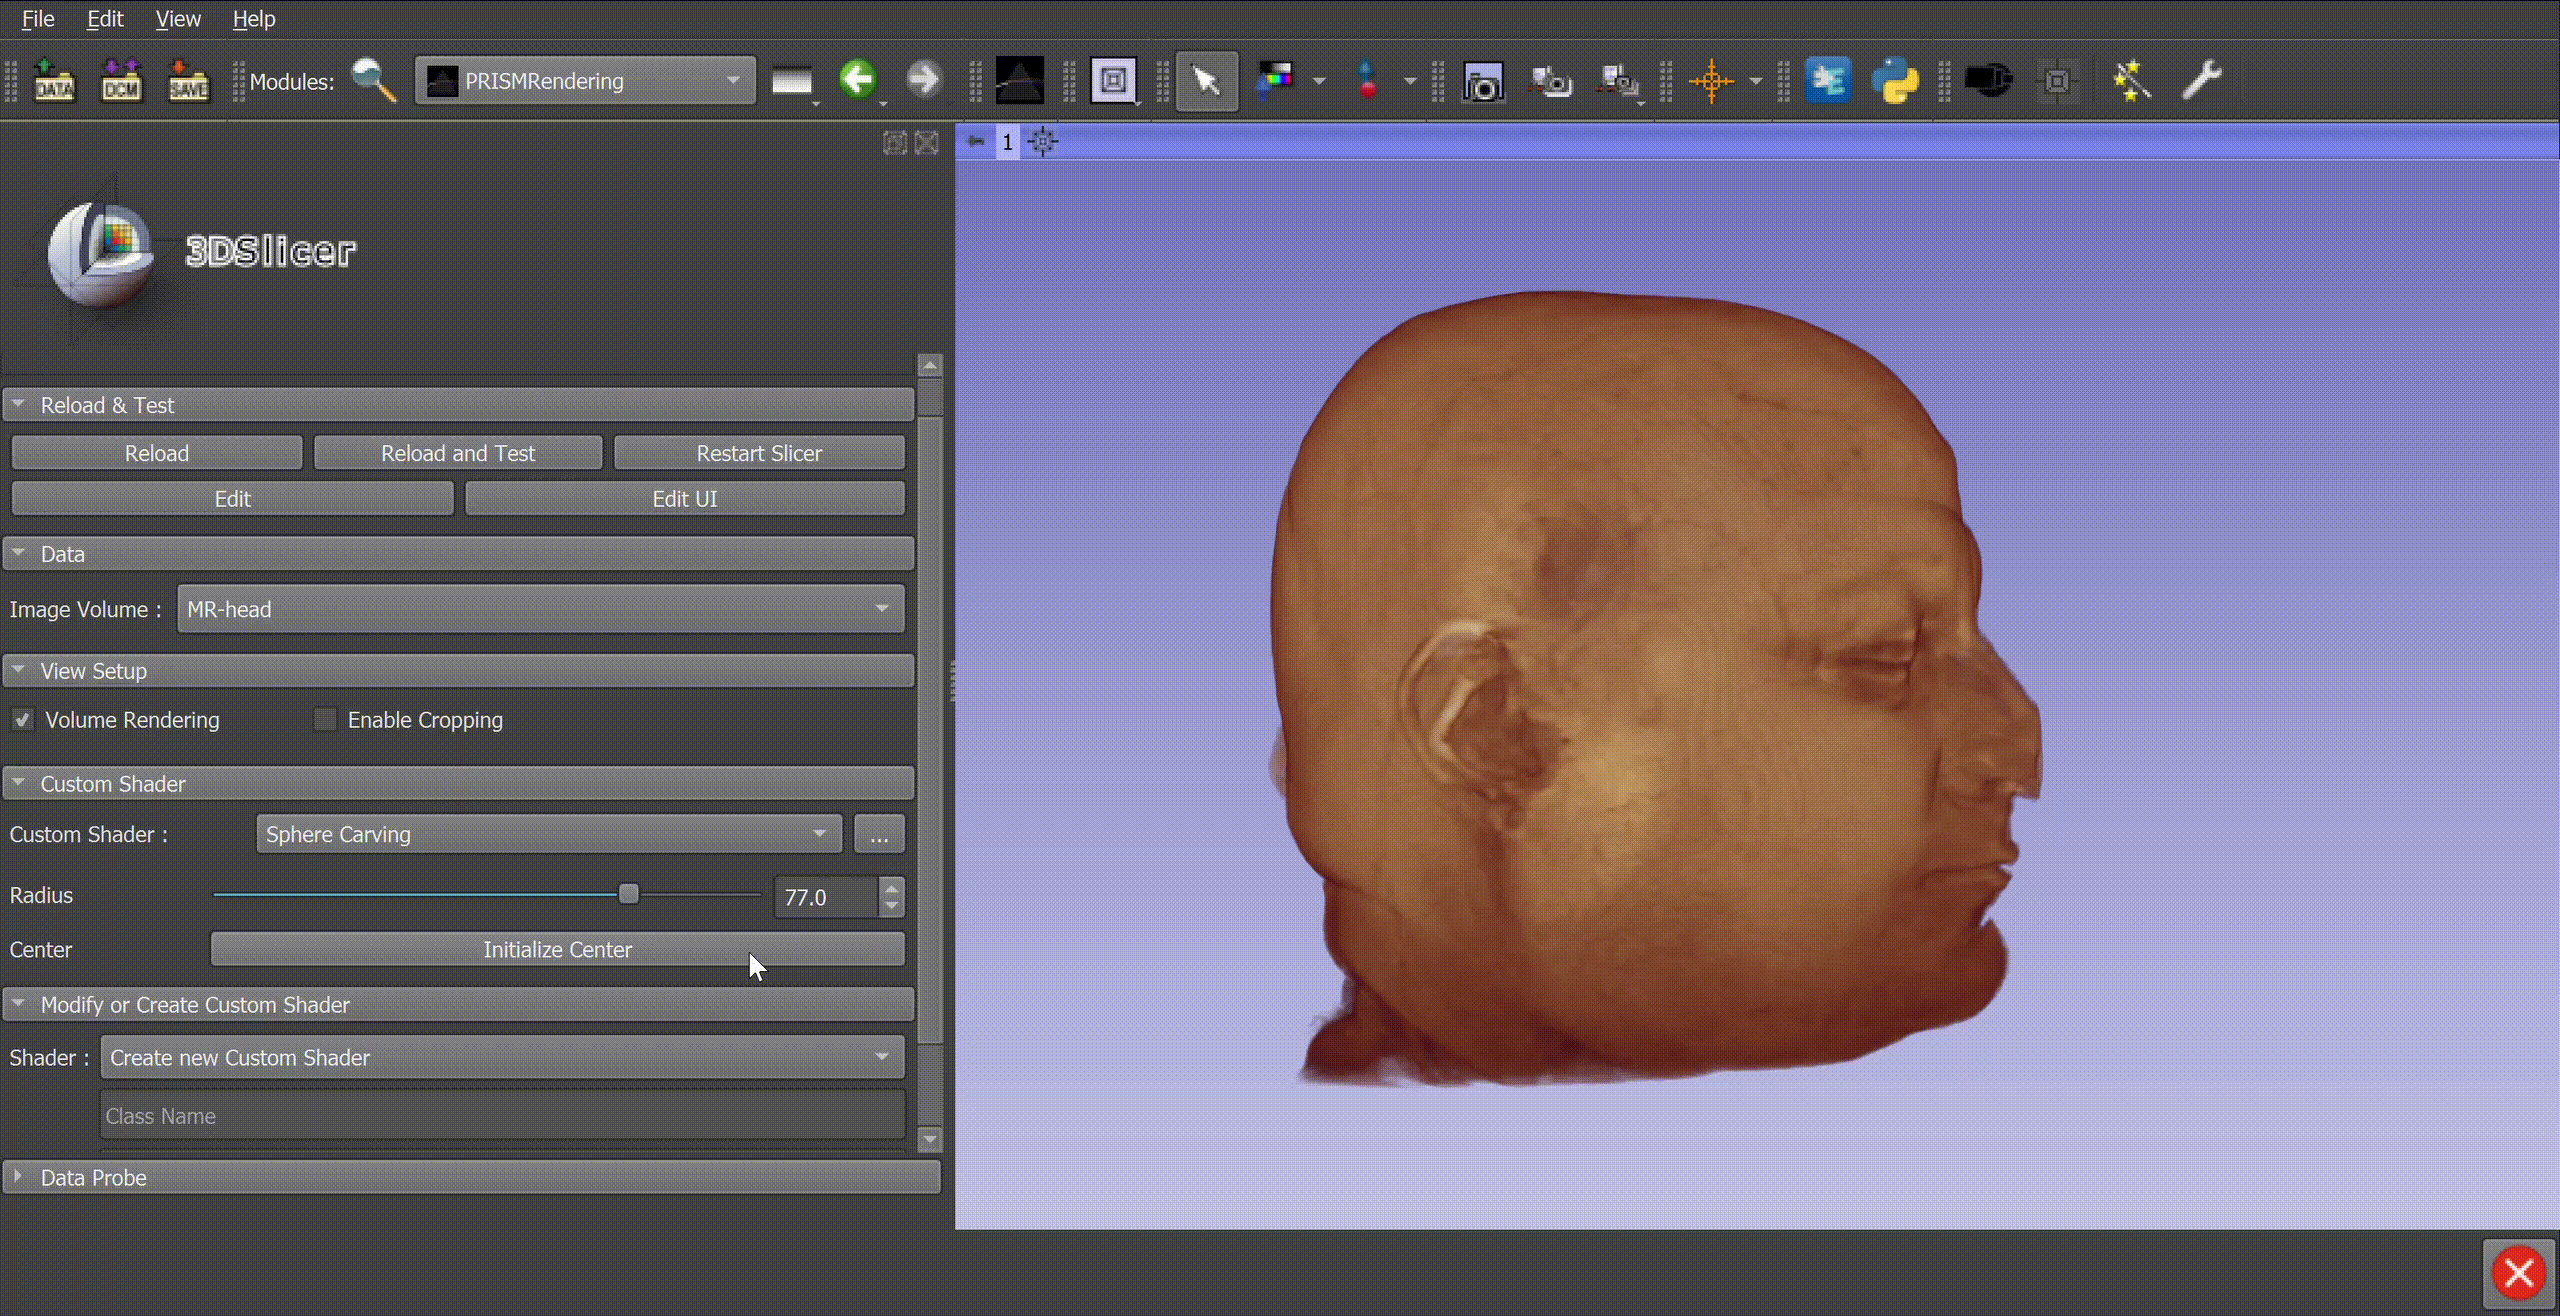 File Edit View Help
DATA DCM SAVE Modules: PRISMRendering
1
3DSlicer
Reload & Test
Reload Reload and Test Restart Slicer
Edit Edit UI
Data
Image Volume : MR-head
View Setup
Volume Rendering Enable Cropping
Custom Shader
Custom Shader : Sphere Carving ...
Radius 77.0
Center Initialize Center
Modify or Create Custom Shader
Shader : Create new Custom Shader
Class Name
Data Probe